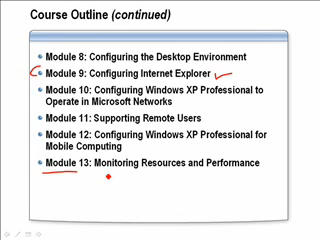 Course Outline (continued)
Module 8: Configuring the Desktop Environment
Module 9: Configuring Internet Explorer
Module 10: Configuring Windows XP Professional to
Operate in Microsoft Networks
Module 11: Supporting Remote Users
Module 12: Configuring Windows XP Professional for
Mobile Computing
Module 13: Monitoring Resources and Performance